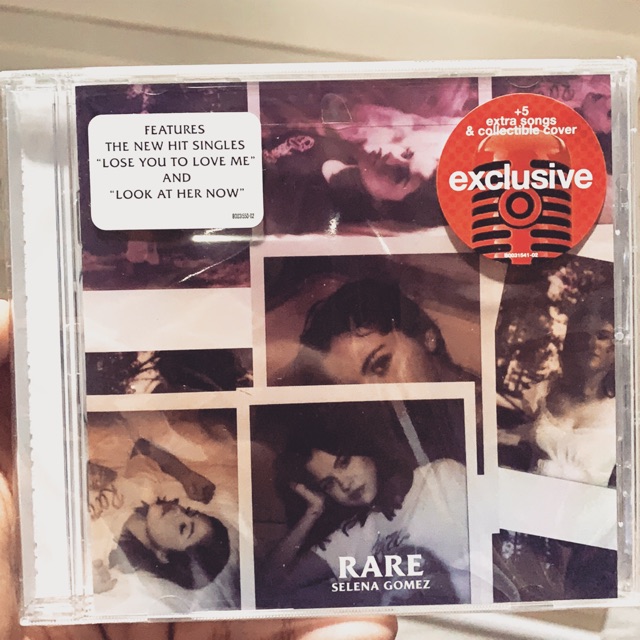 FEATURES
THE NEW HIT SINGLES
"LOSE YOU TO LOVE ME"
AND
"LOOK AT HER NOW"
+5
extra songs
& collectible cover
exclusive
RARE
SELENA GOMEZ